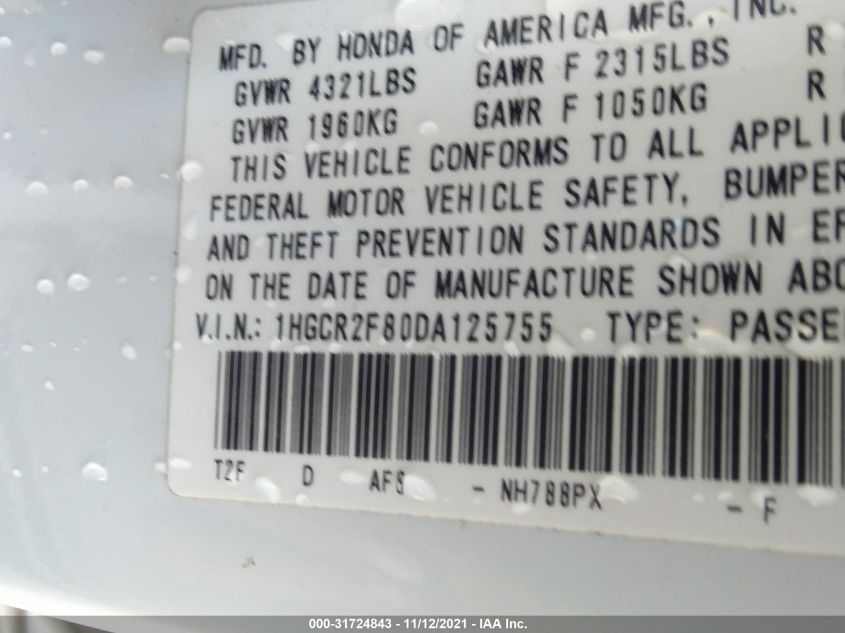 MFD. BY HONDA OF AMERICA MFG., INC.
GVWR 4321LBS GAWR F 2315LBS R
GVWR 1960KG GAWR F 1050KG R
THIS VEHICLE CONFORMS TO ALL APPLIC
FEDERAL MOTOR VEHICLE SAFETY, BUMPER
AND THEFT PREVENTION STANDARDS IN EF
ON THE DATE OF MANUFACTURE SHOWN ABO
V.I.N.: 1HGCR2F80DA125755 TYPE: PASSE
T2F D AF5 - NH788PX - F
000-31724843 - 11/12/2021 - IAA Inc.